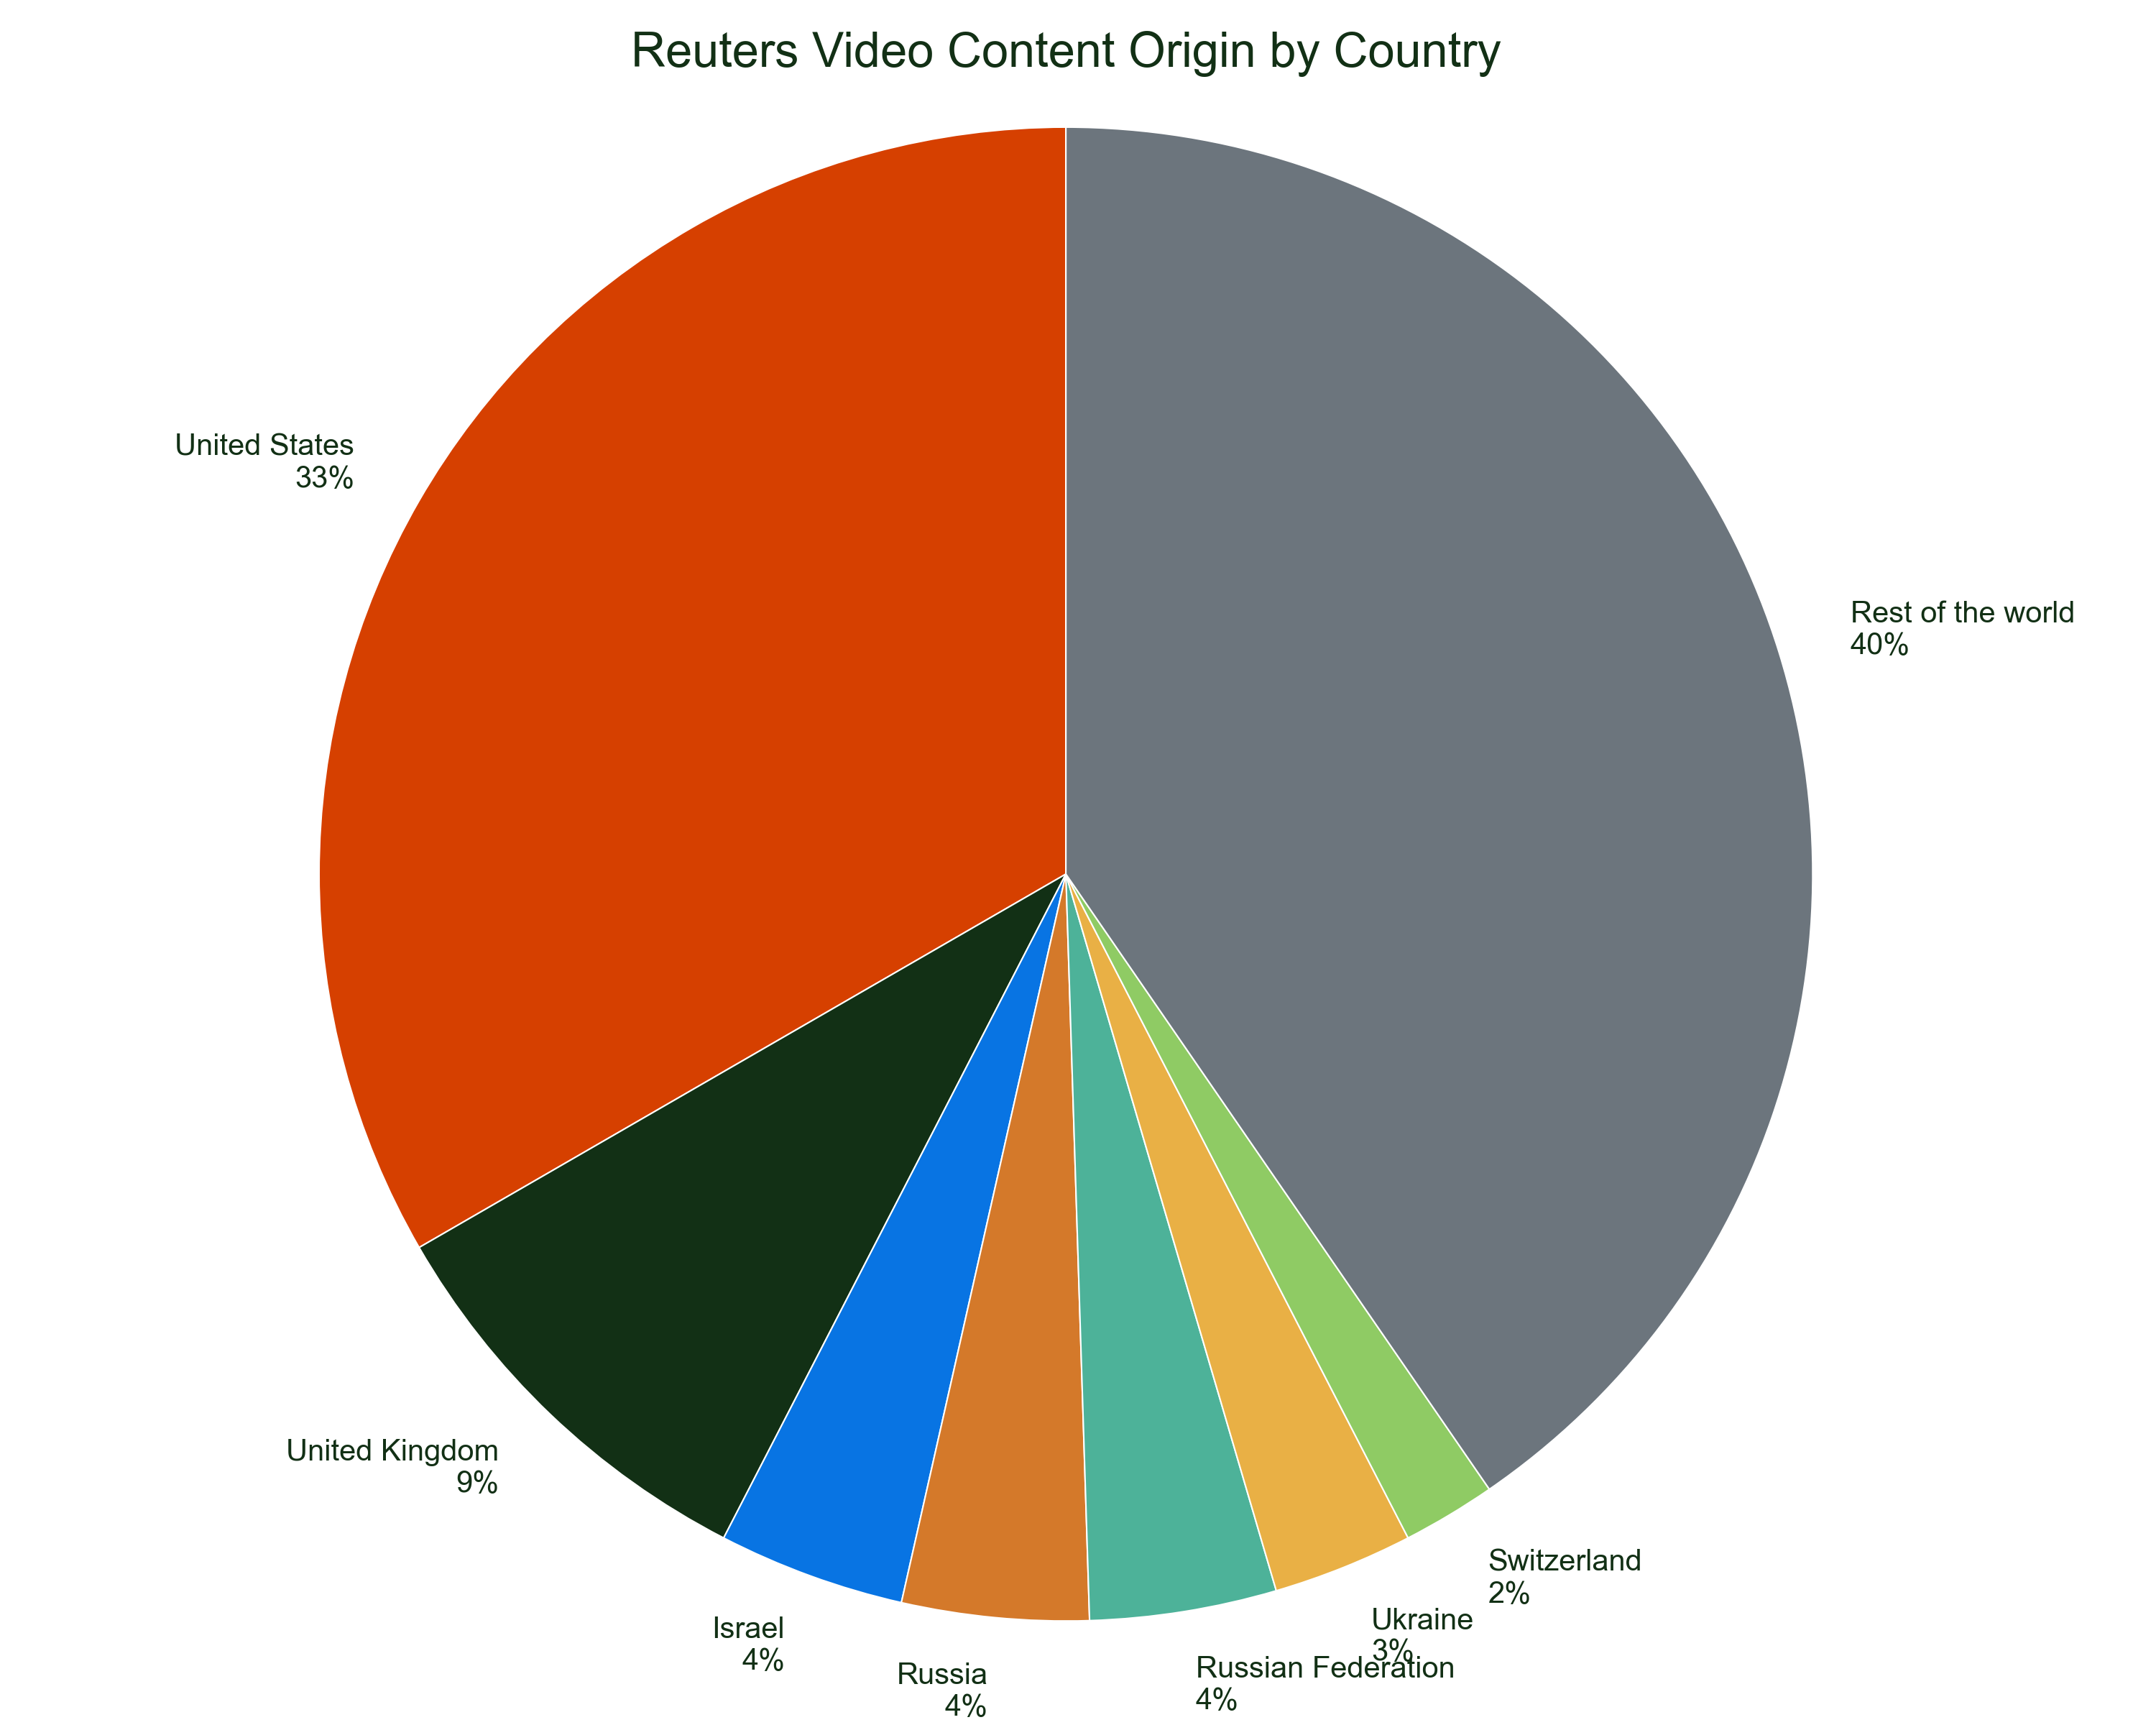 Reuters Video Content Origin by Country
United States
33%
Rest of the world
40%
United Kingdom
9%
Israel
4%
Russia
4%
Russian Federation
4%
Ukraine
3%
Switzerland
2%